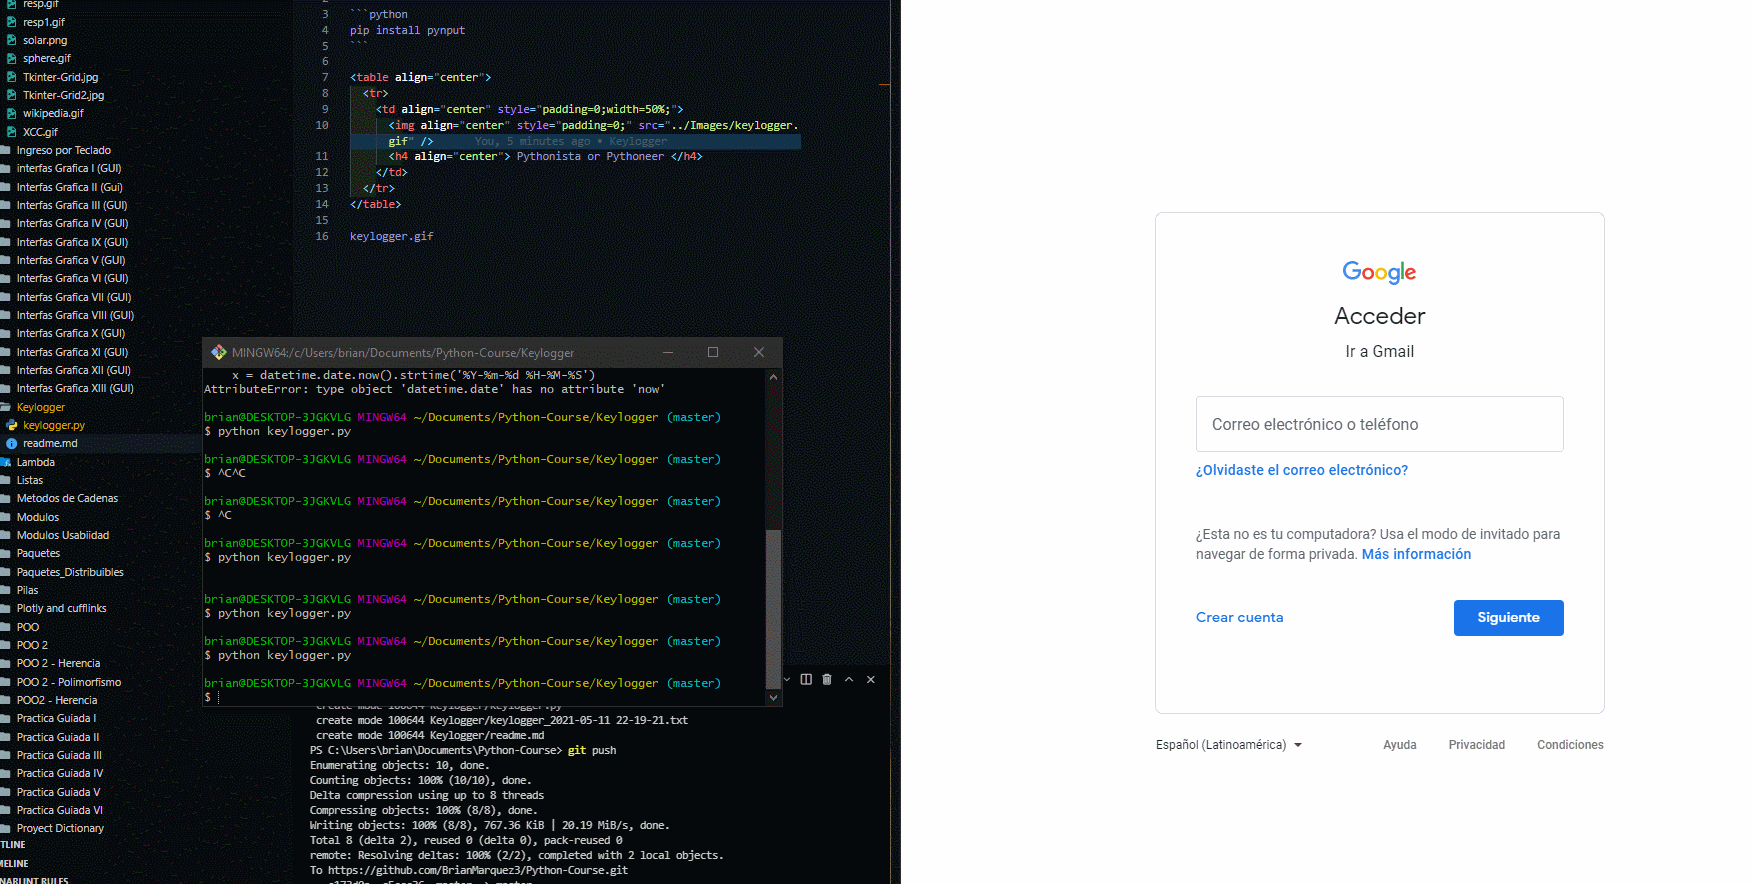 resp.gif
resp1.gif
solar.png
sphere.gif
Tkinter-Grid.jpg
Tkinter-Grid2.jpg
wikipedia.gif
XCC.gif
Ingreso por Teclado
interfas Grafica I (GUI)
Interfas Grafica II (Gui)
Interfas Grafica III (GUI)
Interfas Grafica IV (GUI)
Interfas Grafica IX (GUI)
Interfas Grafica V (GUI)
Interfas Grafica VI (GUI)
Interfas Grafica VII (GUI)
Interfas Grafica VIII (GUI)
Interfas Grafica X (GUI)
Interfas Grafica XI (GUI)
Interfas Grafica XII (GUI)
Interfas Grafica XIII (GUI)
Keylogger
keylogger.py
readme.md
Lambda
Listas
Metodos de Cadenas
Modulos
Modulos Usabiidad
Paquetes
Paquetes_Distribuibles
Pilas
Plotly and cufflinks
POO
POO 2
POO 2 - Herencia
POO 2 - Polimorfismo
POO2 - Herencia
Practica Guiada I
Practica Guiada II
Practica Guiada III
Practica Guiada IV
Practica Guiada V
Practica Guiada VI
Proyect Dictionary
TLINE
MELINE
NARLINT RULES
3 ```python
4 pip install pynput
5 ```
6
7 <table align="center">
8 <tr>
9 <td align="center" style="padding=0;width=50%;">
10 <img align="center" style="padding=0;" src="../Images/keylogger.
gif" /> You, 5 minutes ago • Keylogger
11 <h4 align="center"> Pythonista or Pythoneer </h4>
12 </td>
13 </tr>
14 </table>
15
16 keylogger.gif
MINGW64:/c/Users/brian/Documents/Python-Course/Keylogger
x = datetime.date.now().strtime('%Y-%m-%d %H-%M-%S')
AttributeError: type object 'datetime.date' has no attribute 'now'
brian@DESKTOP-3JGKVLG MINGW64 ~/Documents/Python-Course/Keylogger (master)
$ python keylogger.py
brian@DESKTOP-3JGKVLG MINGW64 ~/Documents/Python-Course/Keylogger (master)
$ ^C^C
brian@DESKTOP-3JGKVLG MINGW64 ~/Documents/Python-Course/Keylogger (master)
$ ^C
brian@DESKTOP-3JGKVLG MINGW64 ~/Documents/Python-Course/Keylogger (master)
$ python keylogger.py
brian@DESKTOP-3JGKVLG MINGW64 ~/Documents/Python-Course/Keylogger (master)
$ python keylogger.py
brian@DESKTOP-3JGKVLG MINGW64 ~/Documents/Python-Course/Keylogger (master)
$ python keylogger.py
brian@DESKTOP-3JGKVLG MINGW64 ~/Documents/Python-Course/Keylogger (master)
$
create mode 100644 Keylogger/keylogger.py
create mode 100644 Keylogger/keylogger_2021-05-11 22-19-21.txt
create mode 100644 Keylogger/readme.md
PS C:\Users\brian\Documents\Python-Course> git push
Enumerating objects: 10, done.
Counting objects: 100% (10/10), done.
Delta compression using up to 8 threads
Compressing objects: 100% (8/8), done.
Writing objects: 100% (8/8), 767.36 KiB | 20.19 MiB/s, done.
Total 8 (delta 2), reused 0 (delta 0), pack-reused 0
remote: Resolving deltas: 100% (2/2), completed with 2 local objects.
To https://github.com/BrianMarquez3/Python-Course.git
Google
Acceder
Ir a Gmail
Correo electrónico o teléfono
¿Olvidaste el correo electrónico?
¿Esta no es tu computadora? Usa el modo de invitado para
navegar de forma privada. Más información
Crear cuenta
Siguiente
Español (Latinoamérica)
Ayuda
Privacidad
Condiciones